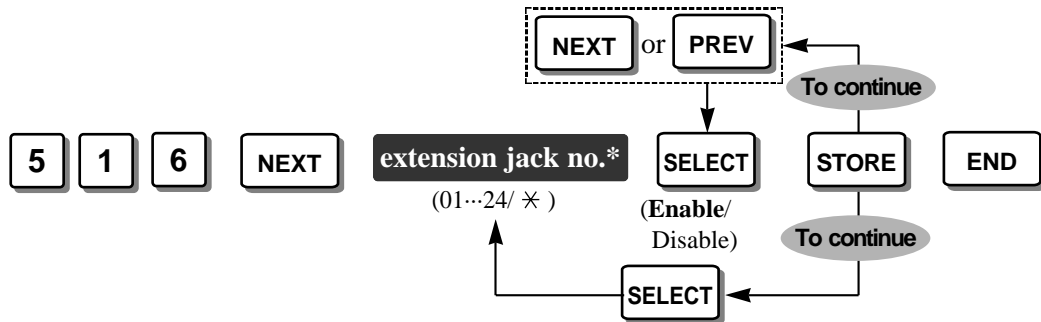 NEXT or PREV
To continue
5 1 6 NEXT extension jack no.* SELECT STORE END
(01···24/ ✳ )
(Enable/
Disable)
To continue
SELECT